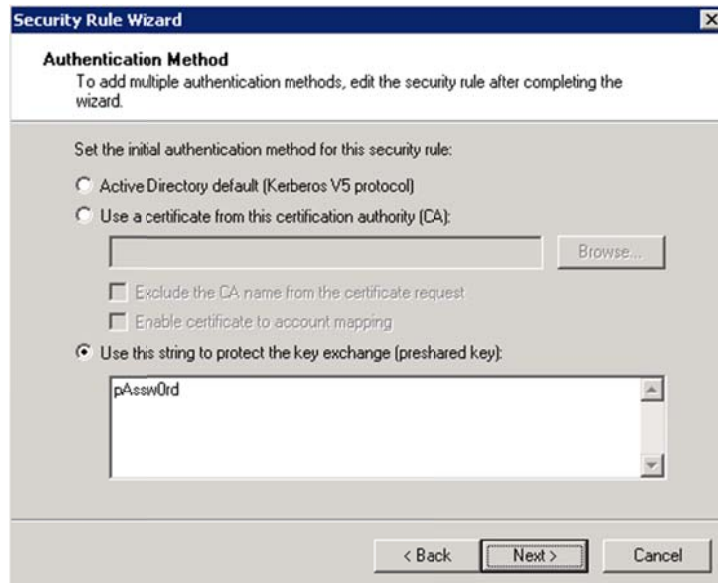 Security Rule Wizard
Authentication Method
To add multiple authentication methods, edit the security rule after completing the
wizard.
Set the initial authentication method for this security rule:
Active Directory default (Kerberos V5 protocol)
Use a certificate from this certification authority (CA):
Browse...
Exclude the CA name from the certificate request
Enable certificate to account mapping
Use this string to protect the key exchange (preshared key):
pAssw0rd
< Back Next > Cancel